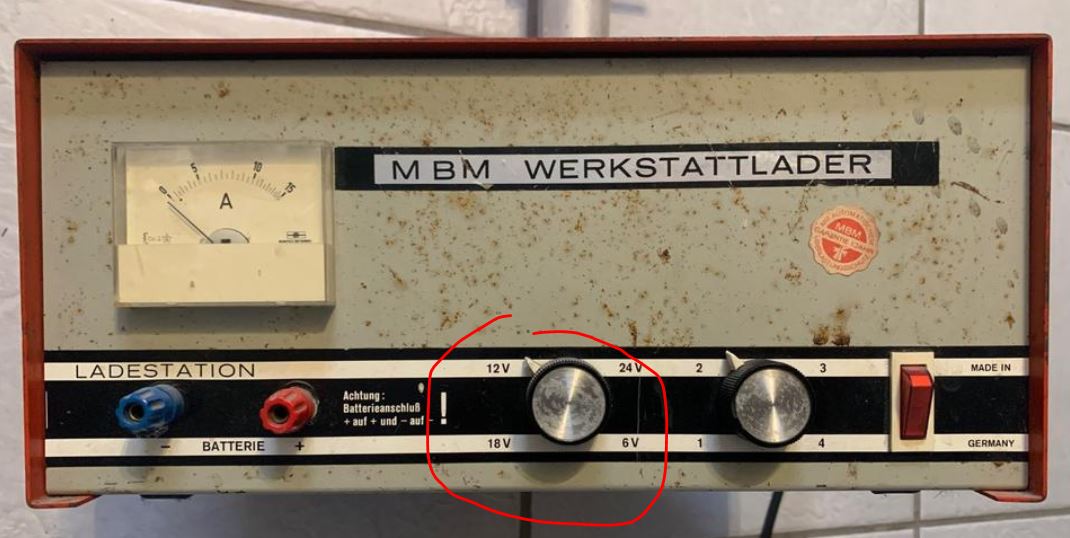 0 5 10 15
A
MBM WERKSTATTLADER
MBM
LADESTATION
12V
24V
2
3
MADE IN
Achtung:
Batterieanschluß
+ auf + und – auf –
!
– BATTERIE +
18V
6V
1
4
GERMANY